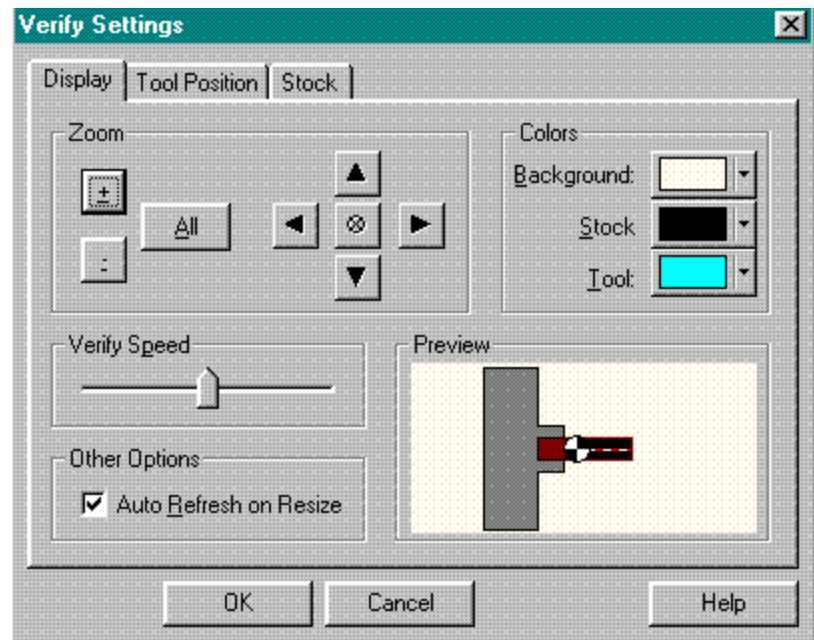 Verify Settings
Display Tool Position Stock
Zoom
+
All
-
Colors
Background:
Stock
Tool:
Verify Speed
Preview
Other Options
Auto Refresh on Resize
OK Cancel Help